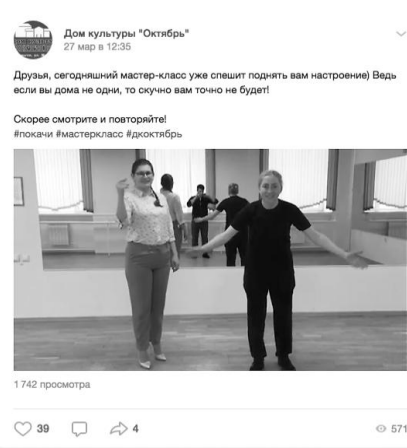 Дом культуры "Октябрь"
27 мар в 12:35
Друзья, сегодняшний мастер-класс уже спешит поднять вам настроение) Ведь
если вы дома не одни, то скучно вам точно не будет!
Скорее смотрите и повторяйте!
#покачи #мастеркласс #дкоктябрь
1 742 просмотра
39
4
571